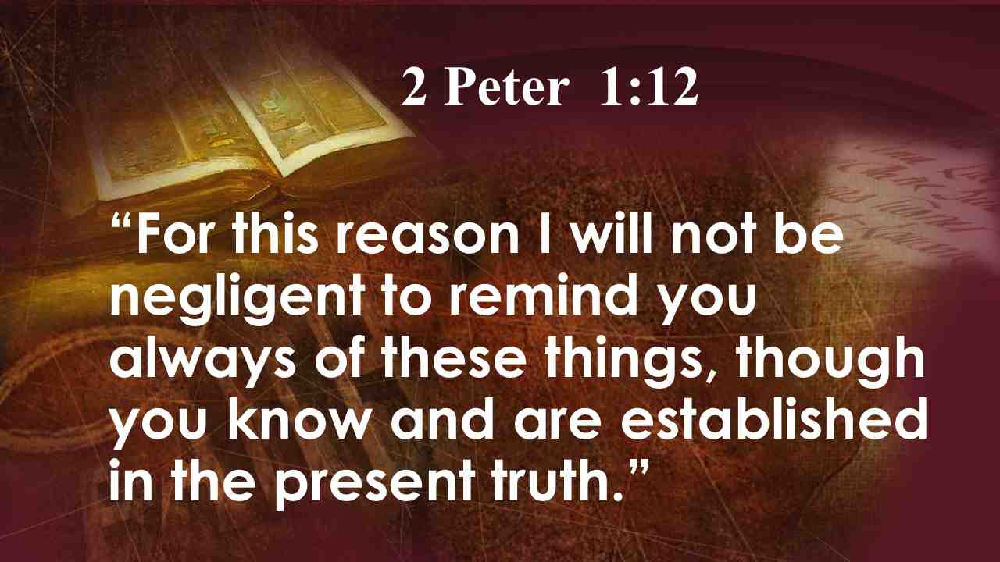 2 Peter 1:12
“For this reason I will not be
negligent to remind you
always of these things, though
you know and are established
in the present truth.”